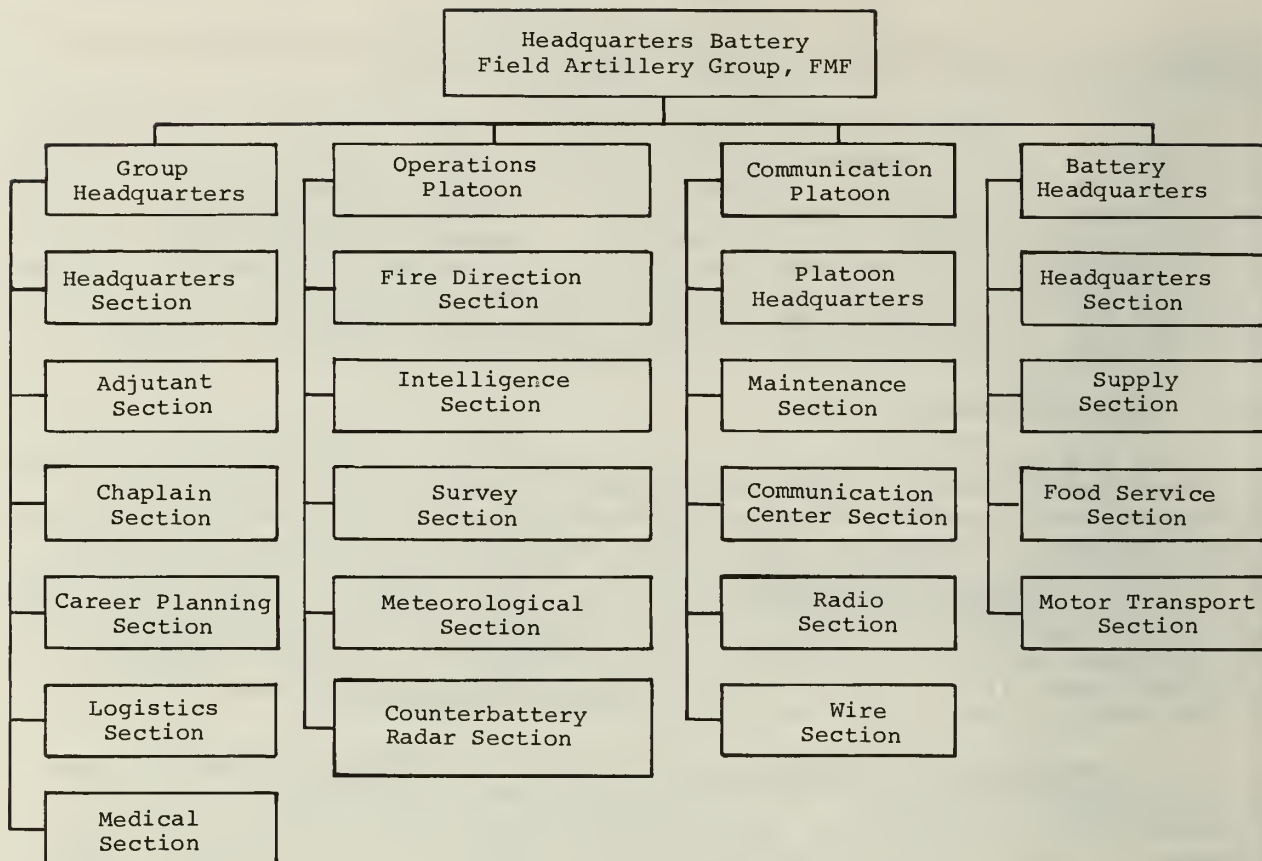 Headquarters Battery
Field Artillery Group, FMF
Group
Headquarters
Headquarters
Section
Adjutant
Section
Chaplain
Section
Career Planning
Section
Logistics
Section
Medical
Section
Operations
Platoon
Fire Direction
Section
Intelligence
Section
Survey
Section
Meteorological
Section
Counterbattery
Radar Section
Communication
Platoon
Platoon
Headquarters
Maintenance
Section
Communication
Center Section
Radio
Section
Wire
Section
Battery
Headquarters
Headquarters
Section
Supply
Section
Food Service
Section
Motor Transport
Section